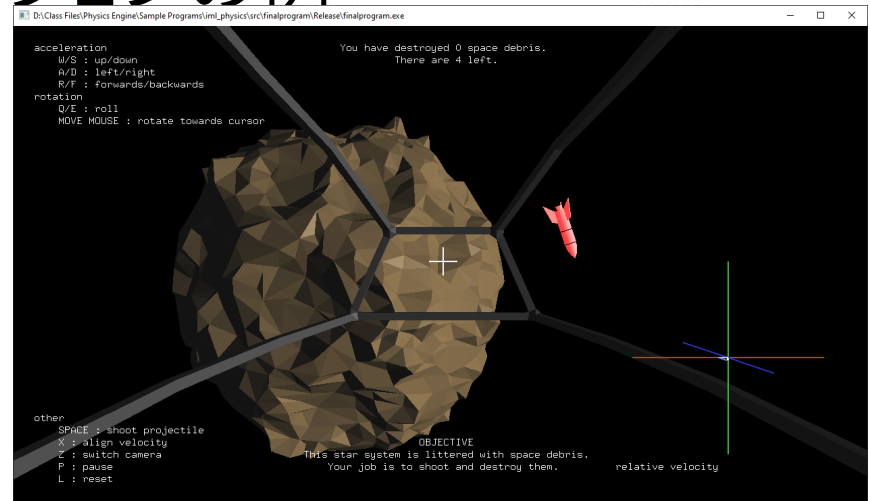 D:\Class Files\Physics Engine\Sample Programs\iml_physics\src\finalprogram\Release\finalprogram.exe
acceleration
W/S : up/down
A/D : left/right
R/F : forwards/backwards
rotation
Q/E : roll
MOVE MOUSE : rotate towards cursor
You have destroyed 0 space debris.
There are 4 left.
other
SPACE : shoot projectile
X : align velocity
Z : switch camera
P : pause
L : reset
OBJECTIVE
This star system is littered with space debris.
Your job is to shoot and destroy them.
relative velocity